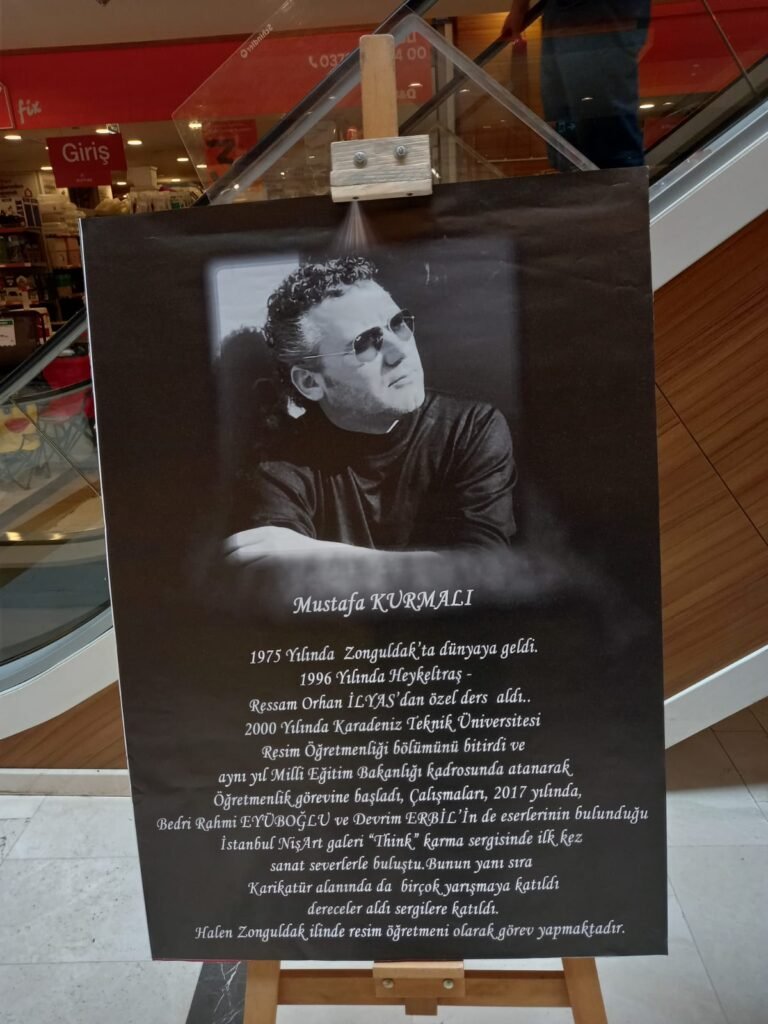 Schindler
0372
00
fix
Giriş
Mustafa KURMALI
1975 Yılında Zonguldak'ta dünyaya geldi.
1996 Yılında Heykeltraş -
Ressam Orhan İLYAS'dan özel ders aldı..
2000 Yılında Karadeniz Teknik Üniversitesi
Resim Öğretmenliği bölümünü bitirdi ve
aynı yıl Milli Eğitim Bakanlığı kadrosunda atanarak
Öğretmenlik görevine başladı, Çalışmaları, 2017 yılında,
Bedri Rahmi EYÜBOĞLU ve Devrim ERBİL'İn de eserlerinin bulunduğu
İstanbul NişArt galeri "Think" karma sergisinde ilk kez
sanat severlerle buluştu.Bunun yanı sıra
Karikatür alanında da birçok yarışmaya katıldı
dereceler aldı sergilere katıldı.
Halen Zonguldak ilinde resim öğretmeni olarak görev yapmaktadır.